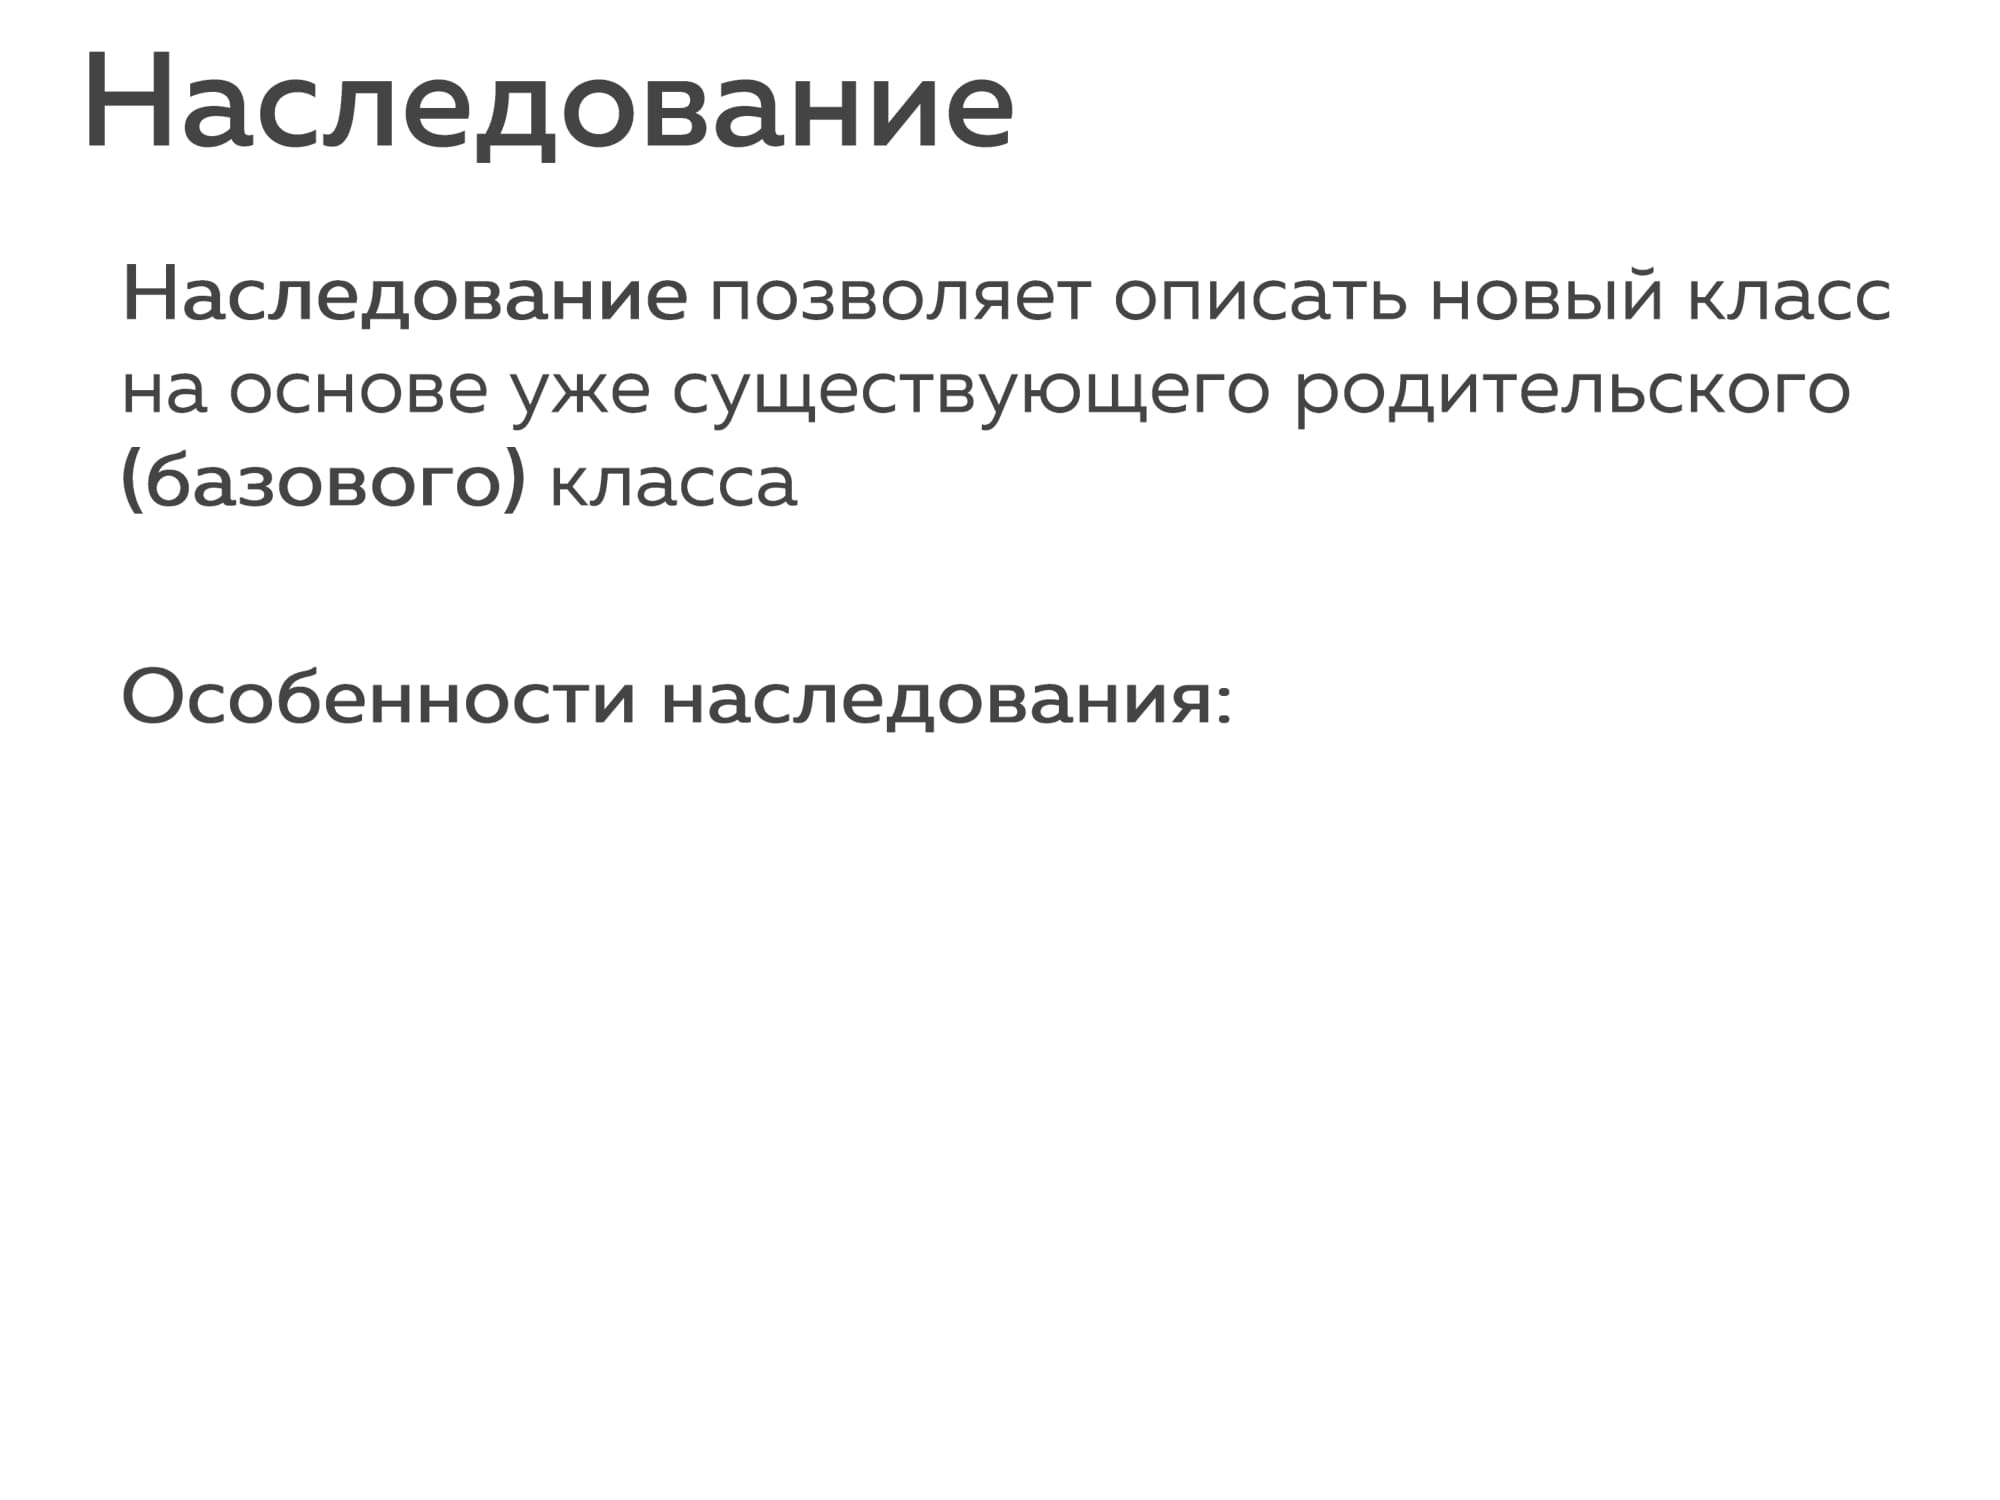 Наследование
Наследование позволяет описать новый класс
на основе уже существующего родительского
(базового) класса
Особенности наследования: